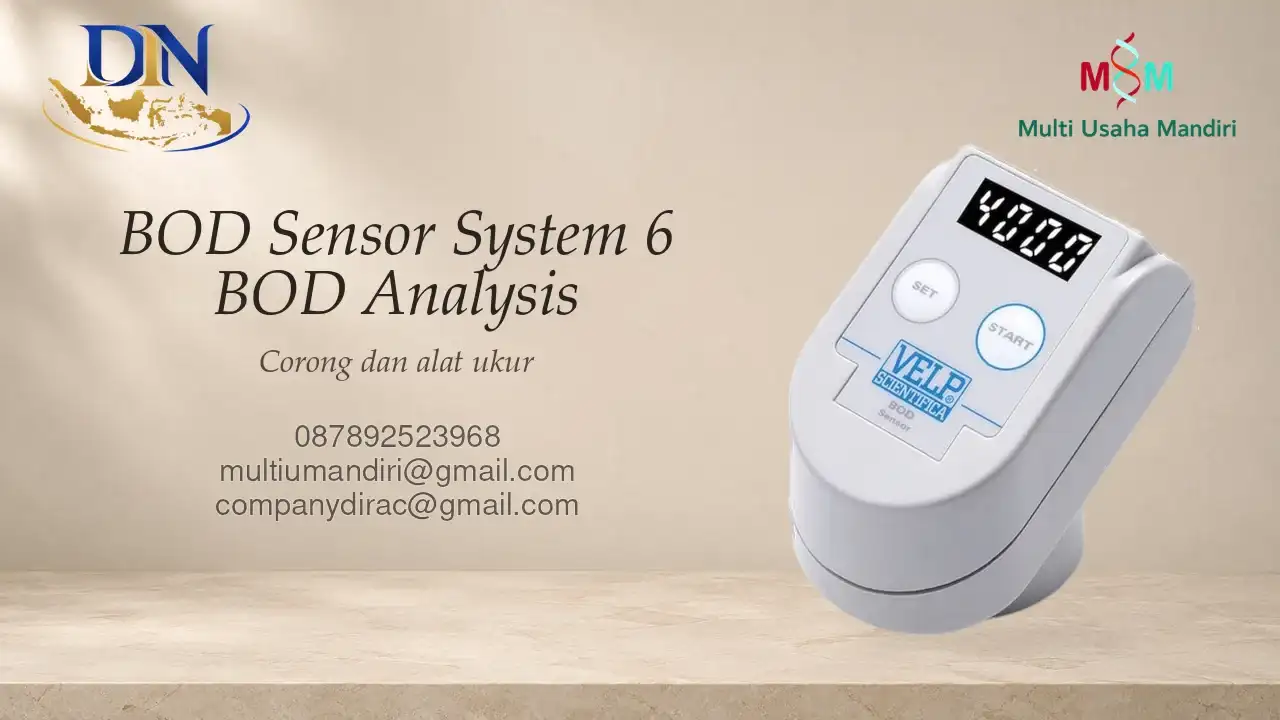 DN
M M
Multi Usaha Mandiri
BOD Sensor System 6
BOD Analysis
Corong dan alat ukur
087892523968
multiumandiri@gmail.com
companydirac@gmail.com
4000
SET
START
VELP®
SCIENTIFICA
BOD
Sensor